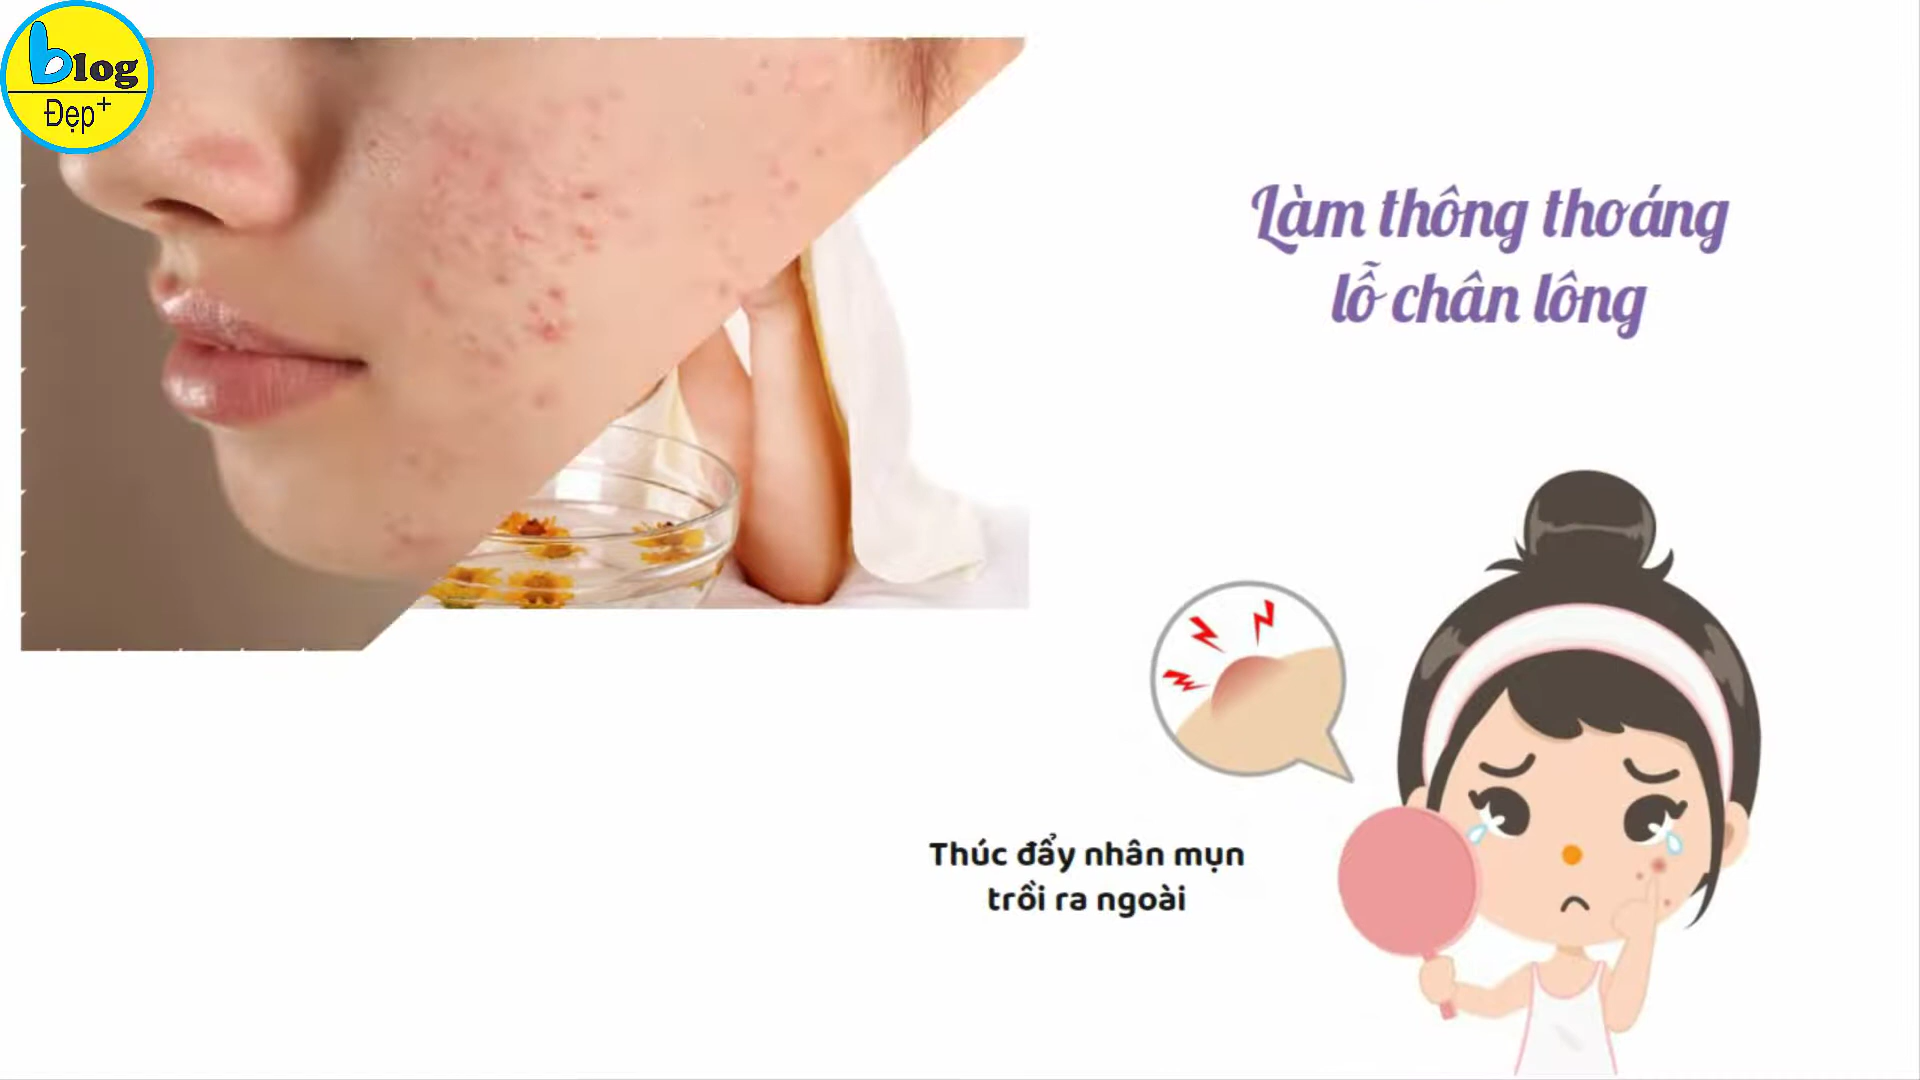 blog
Đẹp+
Làm thông thoáng
lỗ chân lông
Thúc đẩy nhân mụn
trồi ra ngoài